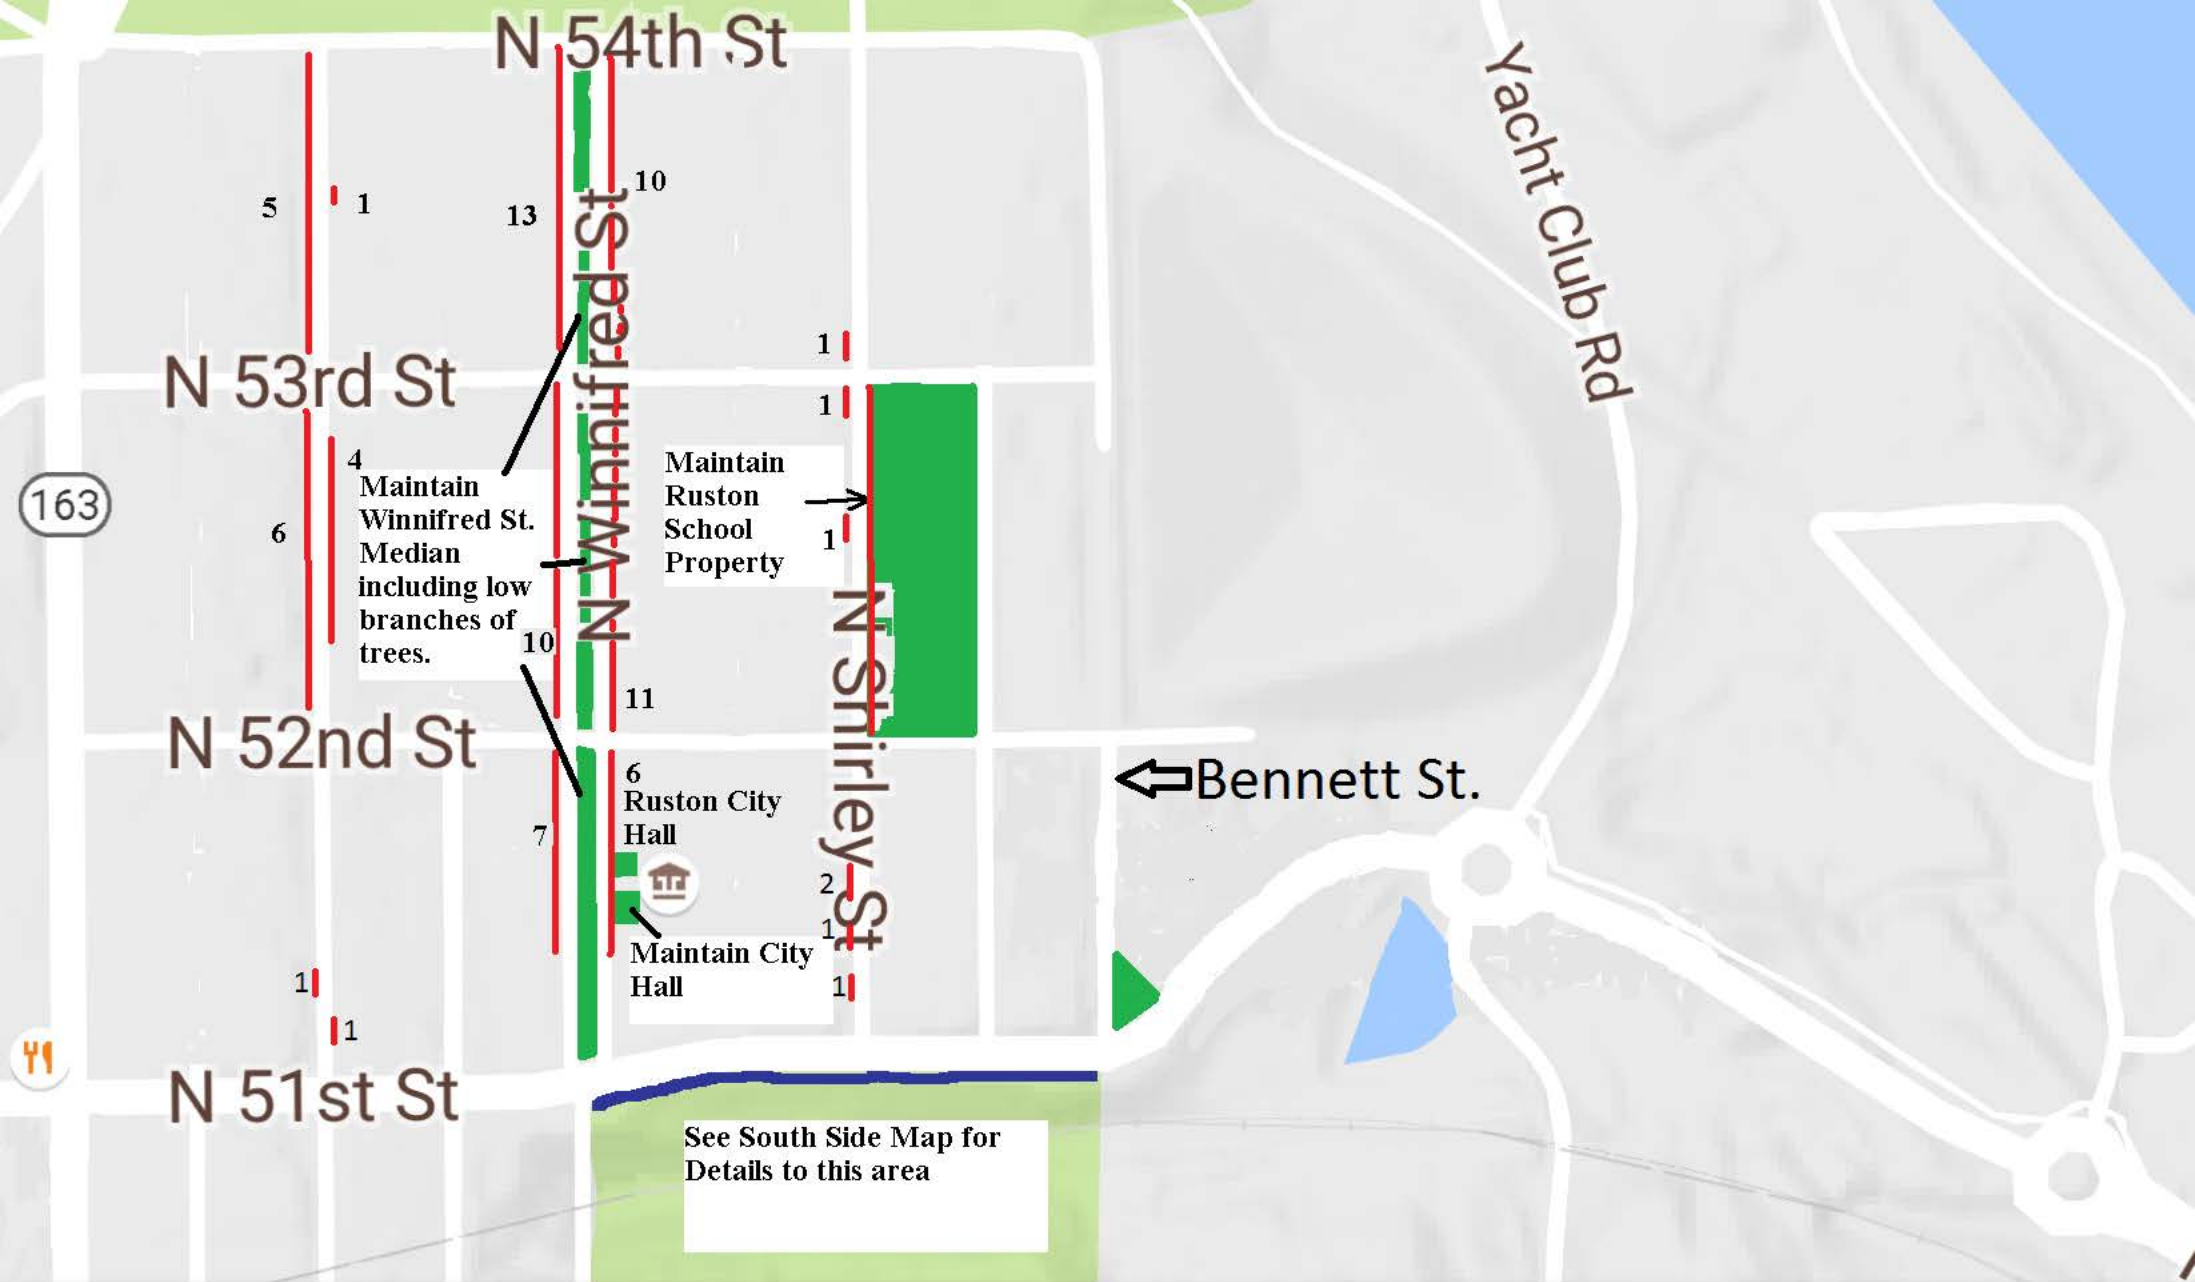 N 54th St
Yacht Club Rd
10
5
1
13
N Winnifred St
1
N 53rd St
1
4
Maintain
Winnifred St.
Median
including low
branches of
trees.
Maintain
Ruston
School
Property
163
6
1
10
11
N Shirley St
N 52nd St
6
Ruston City
Hall
Bennett St.
7
2
1
Maintain City
Hall
1
1
1
N 51st St
See South Side Map for
Details to this area